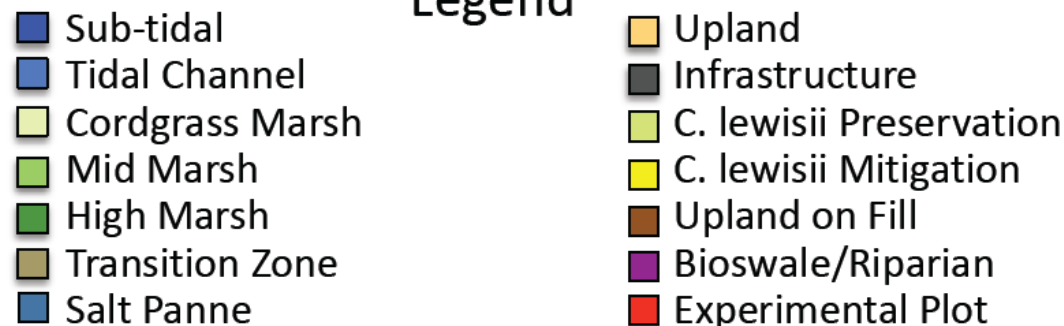 Legend
Sub-tidal
Tidal Channel
Cordgrass Marsh
Mid Marsh
High Marsh
Transition Zone
Salt Panne
Upland
Infrastructure
C. lewisii Preservation
C. lewisii Mitigation
Upland on Fill
Bioswale/Riparian
Experimental Plot